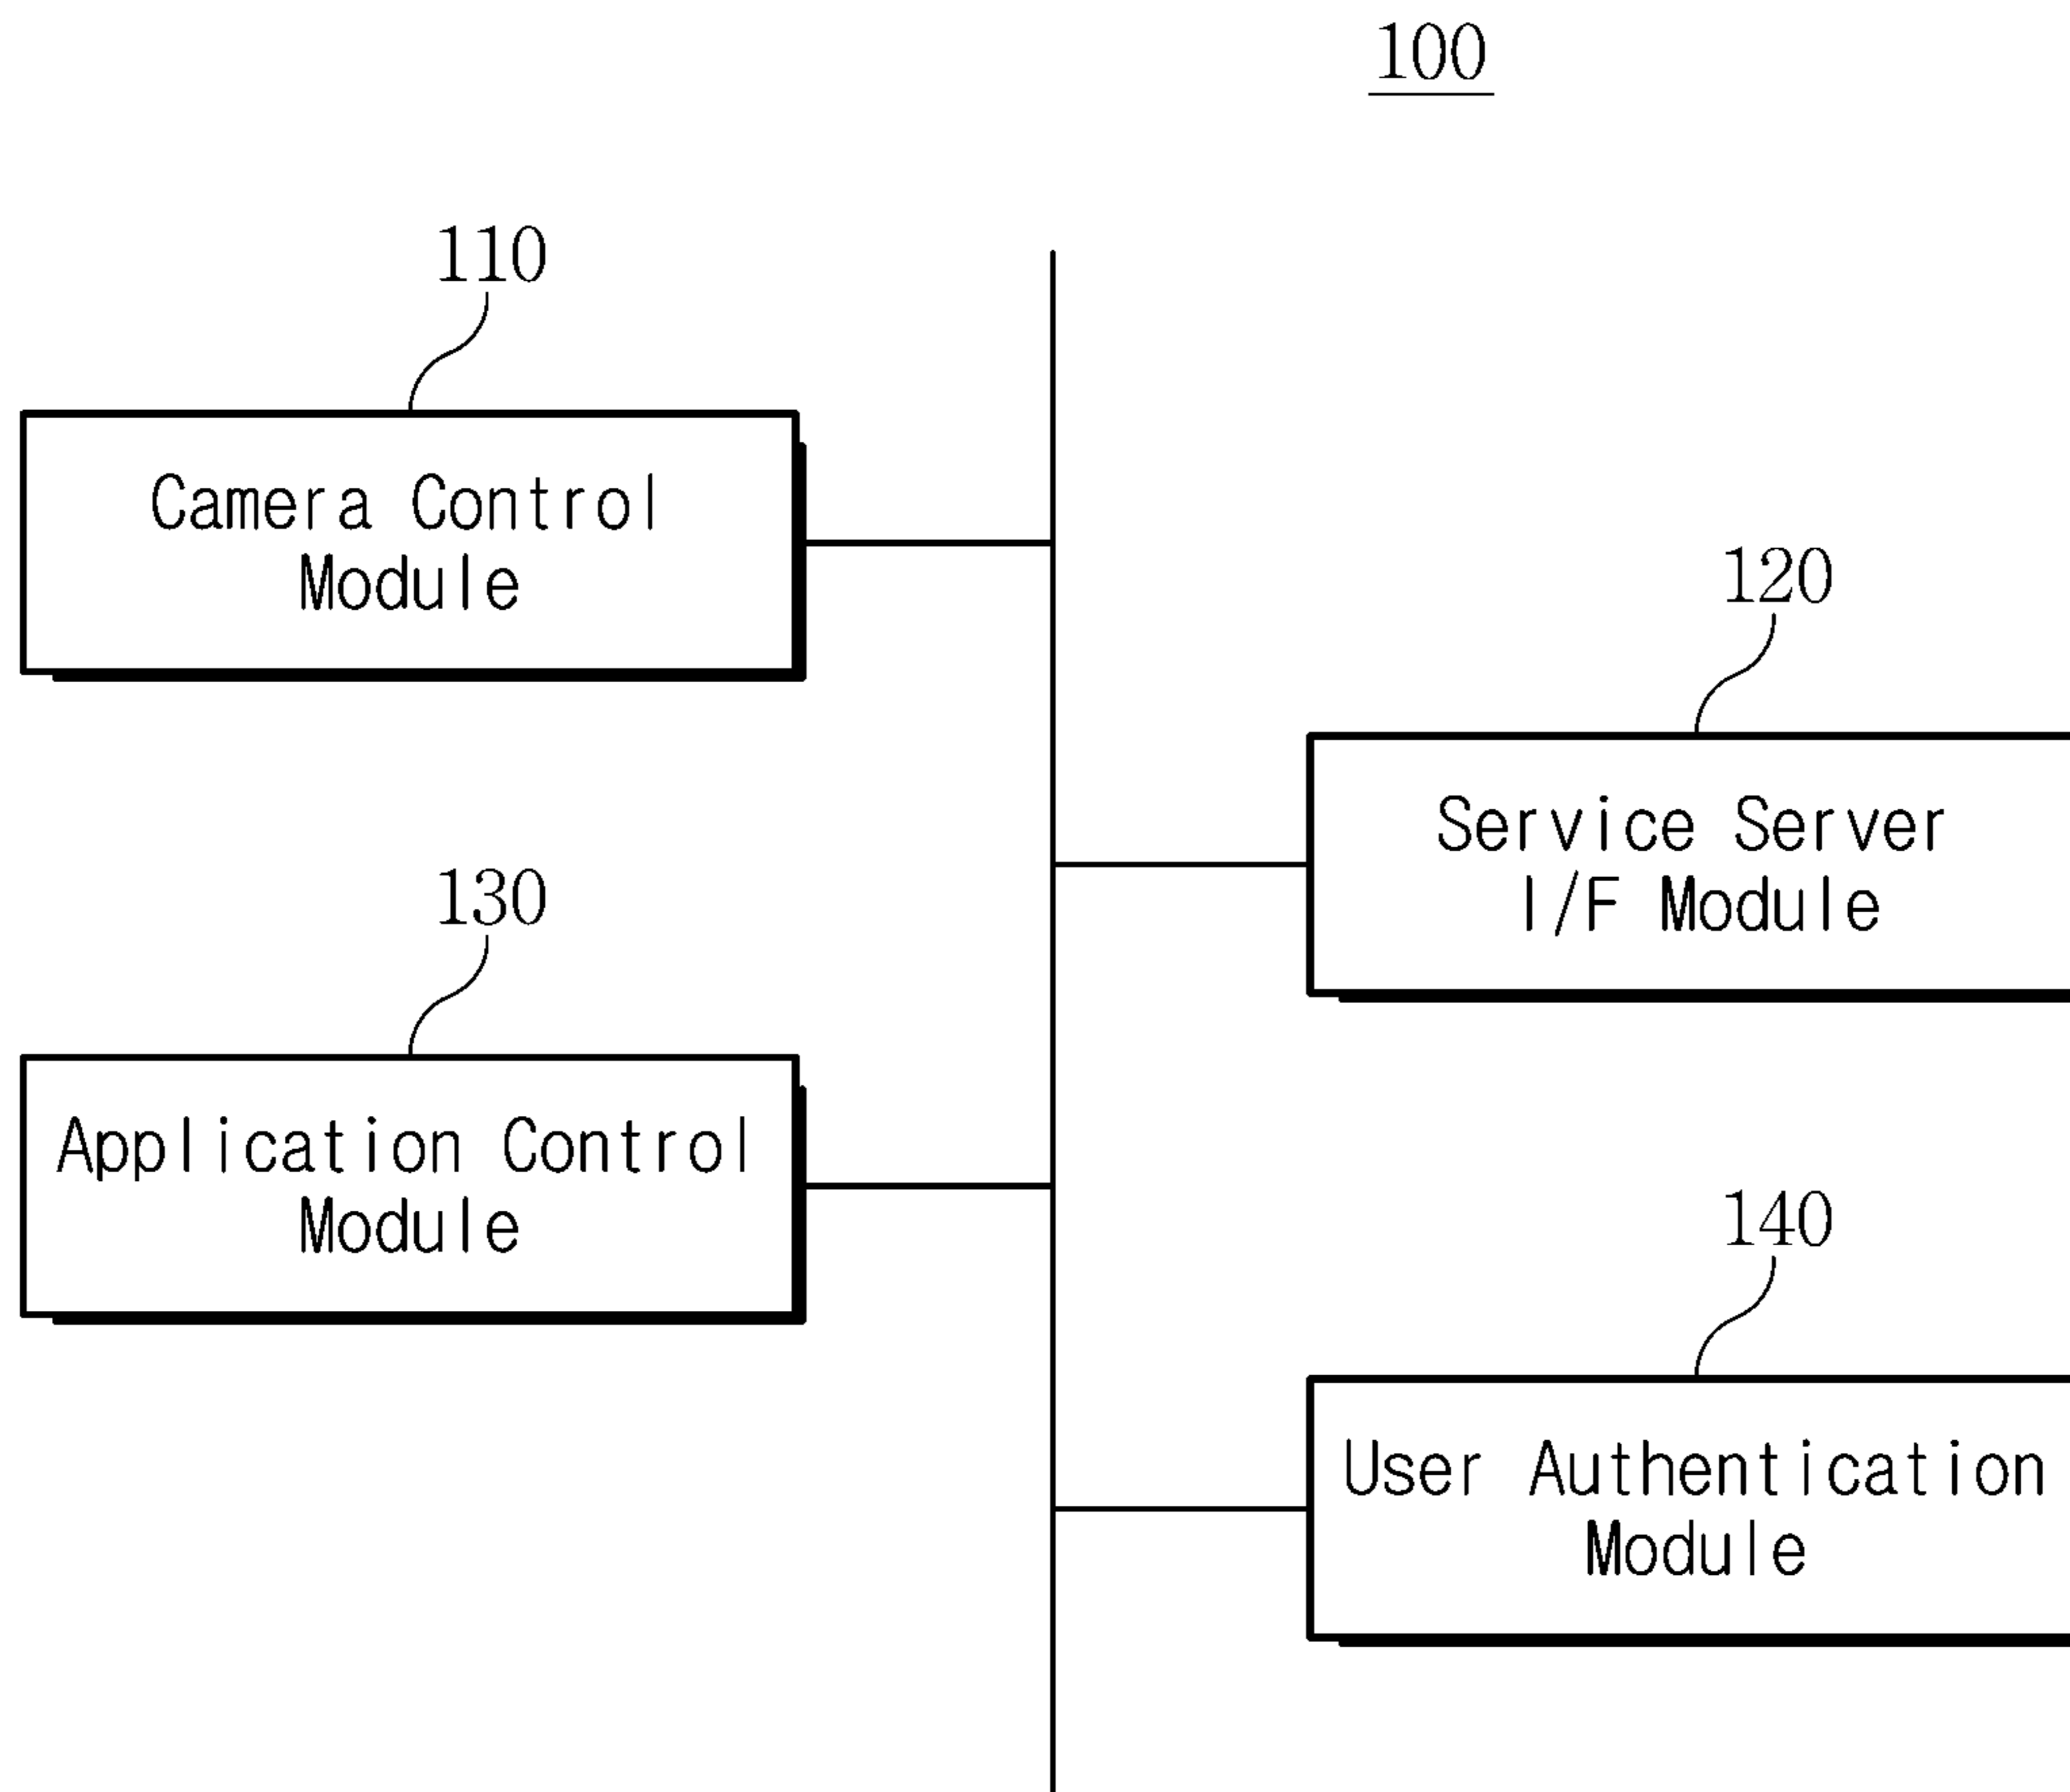 100
110
Camera Control
Module
120
Service Server
I/F Module
130
Application Control
Module
140
User Authentication
Module